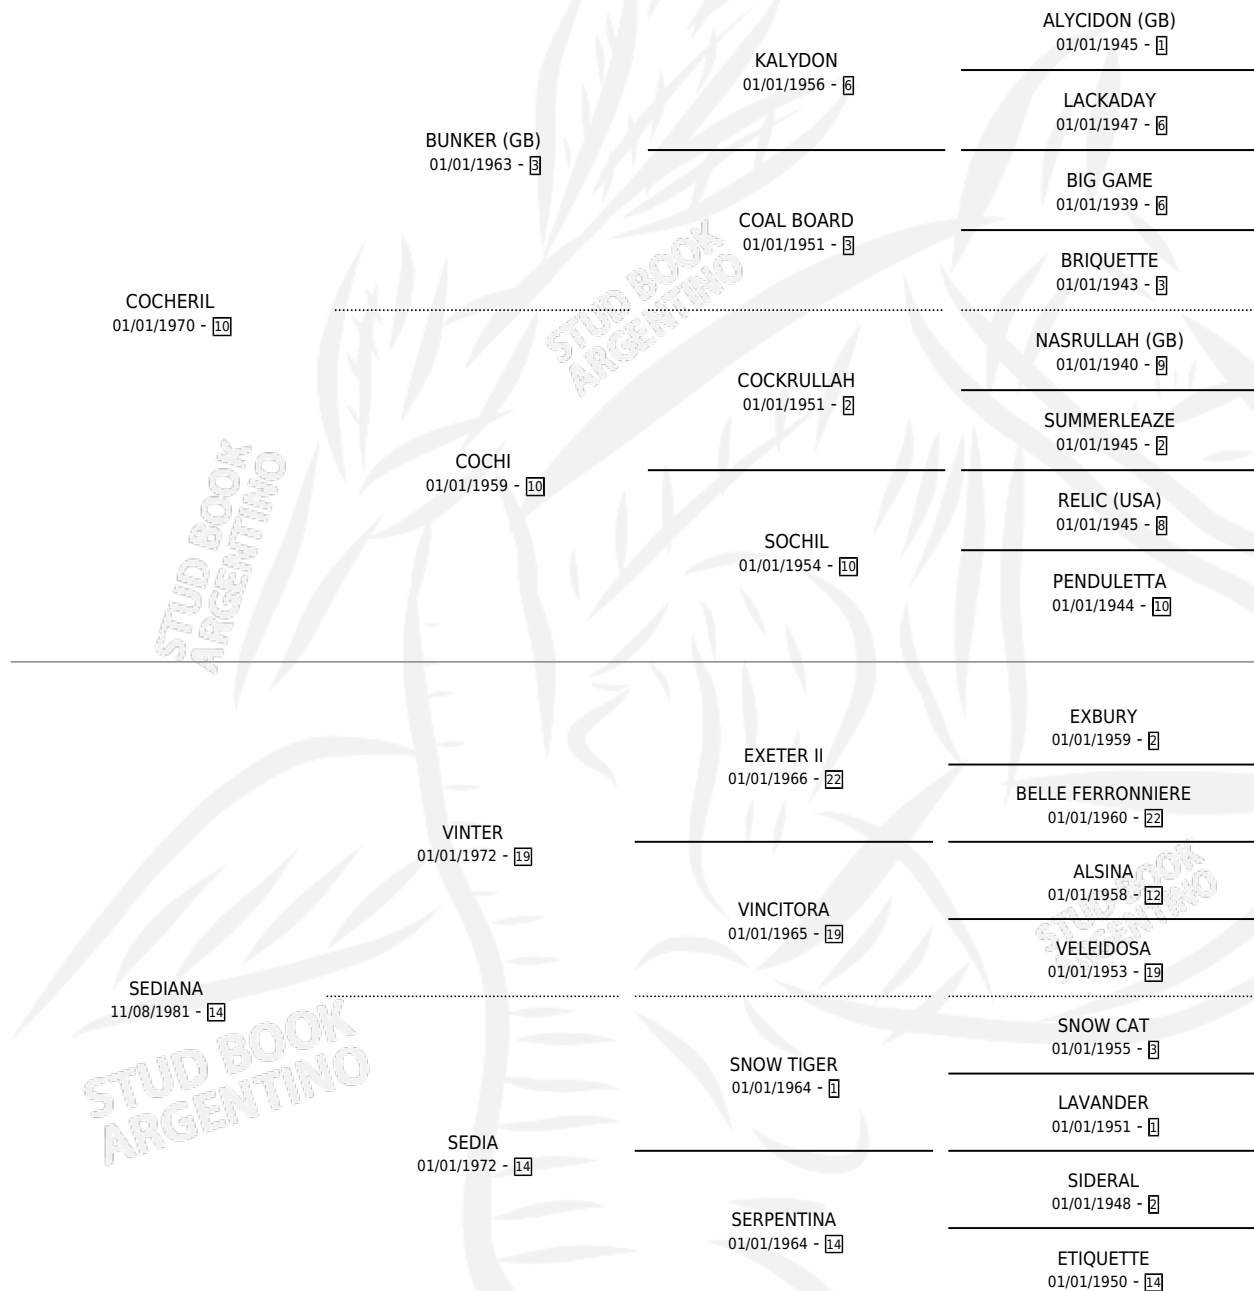 ALYCIDON (GB)
01/01/1945 - 1
KALYDON
01/01/1956 - 6
LACKADAY
01/01/1947 - 6
BUNKER (GB)
01/01/1963 - 3
BIG GAME
01/01/1939 - 6
COAL BOARD
01/01/1951 - 3
BRIQUETTE
01/01/1943 - 3
COCHERIL
01/01/1970 - 10
STUD BOOK
ARGENTINO
NASRULLAH (GB)
01/01/1940 - 9
COCKRULLAH
01/01/1951 - 2
SUMMERLEAZE
01/01/1945 - 2
COCHI
01/01/1959 - 10
RELIC (USA)
01/01/1945 - 8
SOCHIL
01/01/1954 - 10
PENDULETTA
01/01/1944 - 10
STUD BOOK
ARGENTINO
EXBURY
01/01/1959 - 2
EXETER II
01/01/1966 - 22
BELLE FERRONNIERE
01/01/1960 - 22
VINTER
01/01/1972 - 19
ALSINA
01/01/1958 - 12
VINCITORA
01/01/1965 - 19
VELEIDOSA
01/01/1953 - 19
STUD BOOK
ARGENTINO
SEDIANA
11/08/1981 - 14
SNOW CAT
01/01/1955 - 3
SNOW TIGER
01/01/1964 - 1
LAVANDER
01/01/1951 - 1
STUD BOOK
ARGENTINO
SEDIA
01/01/1972 - 14
SIDERAL
01/01/1948 - 2
SERPENTINA
01/01/1964 - 14
ETIQUETTE
01/01/1950 - 14